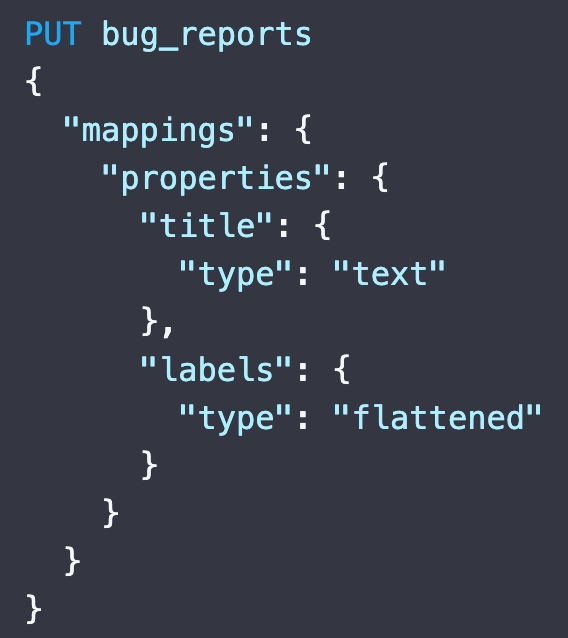 PUT bug_reports
{
  "mappings": {
    "properties": {
      "title": {
        "type": "text"
      },
      "labels": {
        "type": "flattened"
      }
    }
  }
}